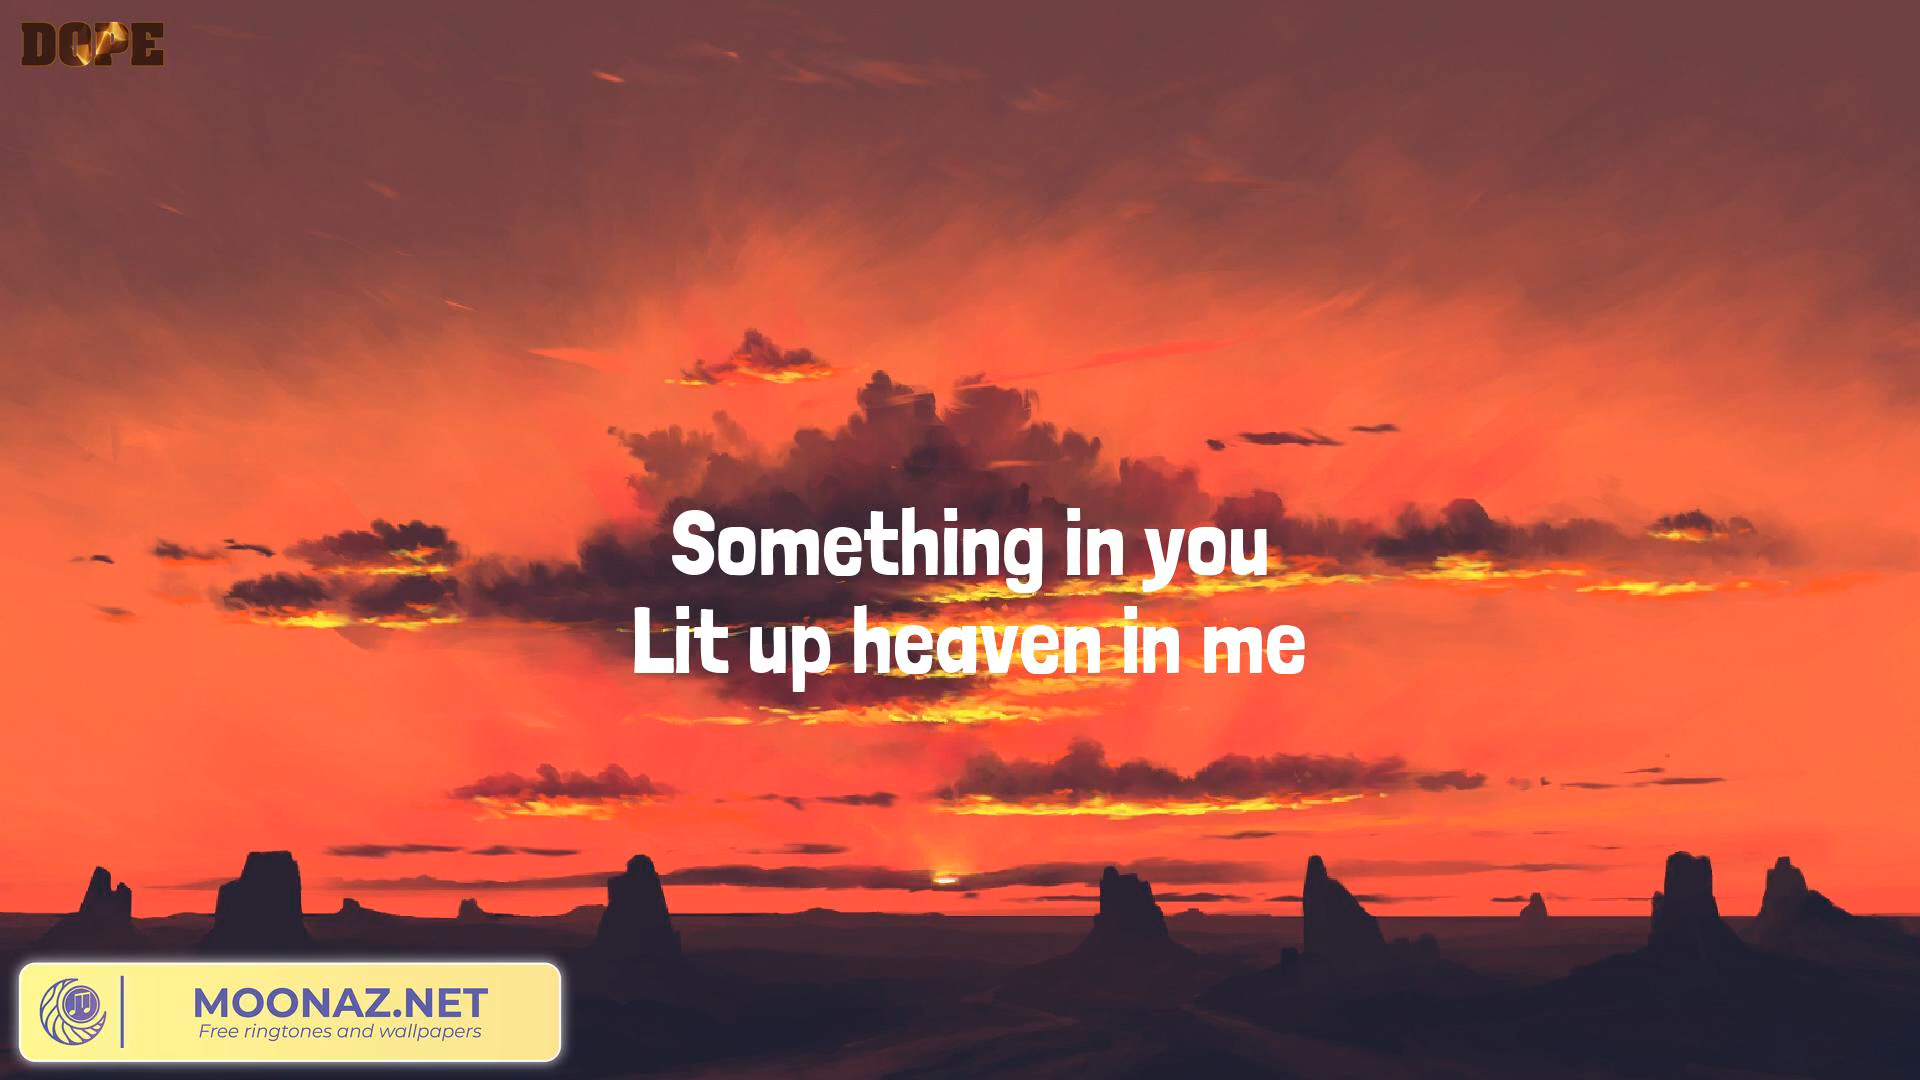 DOPE
Something in you
Lit up heaven in me
MOONAZ.NET
Free ringtones and wallpapers